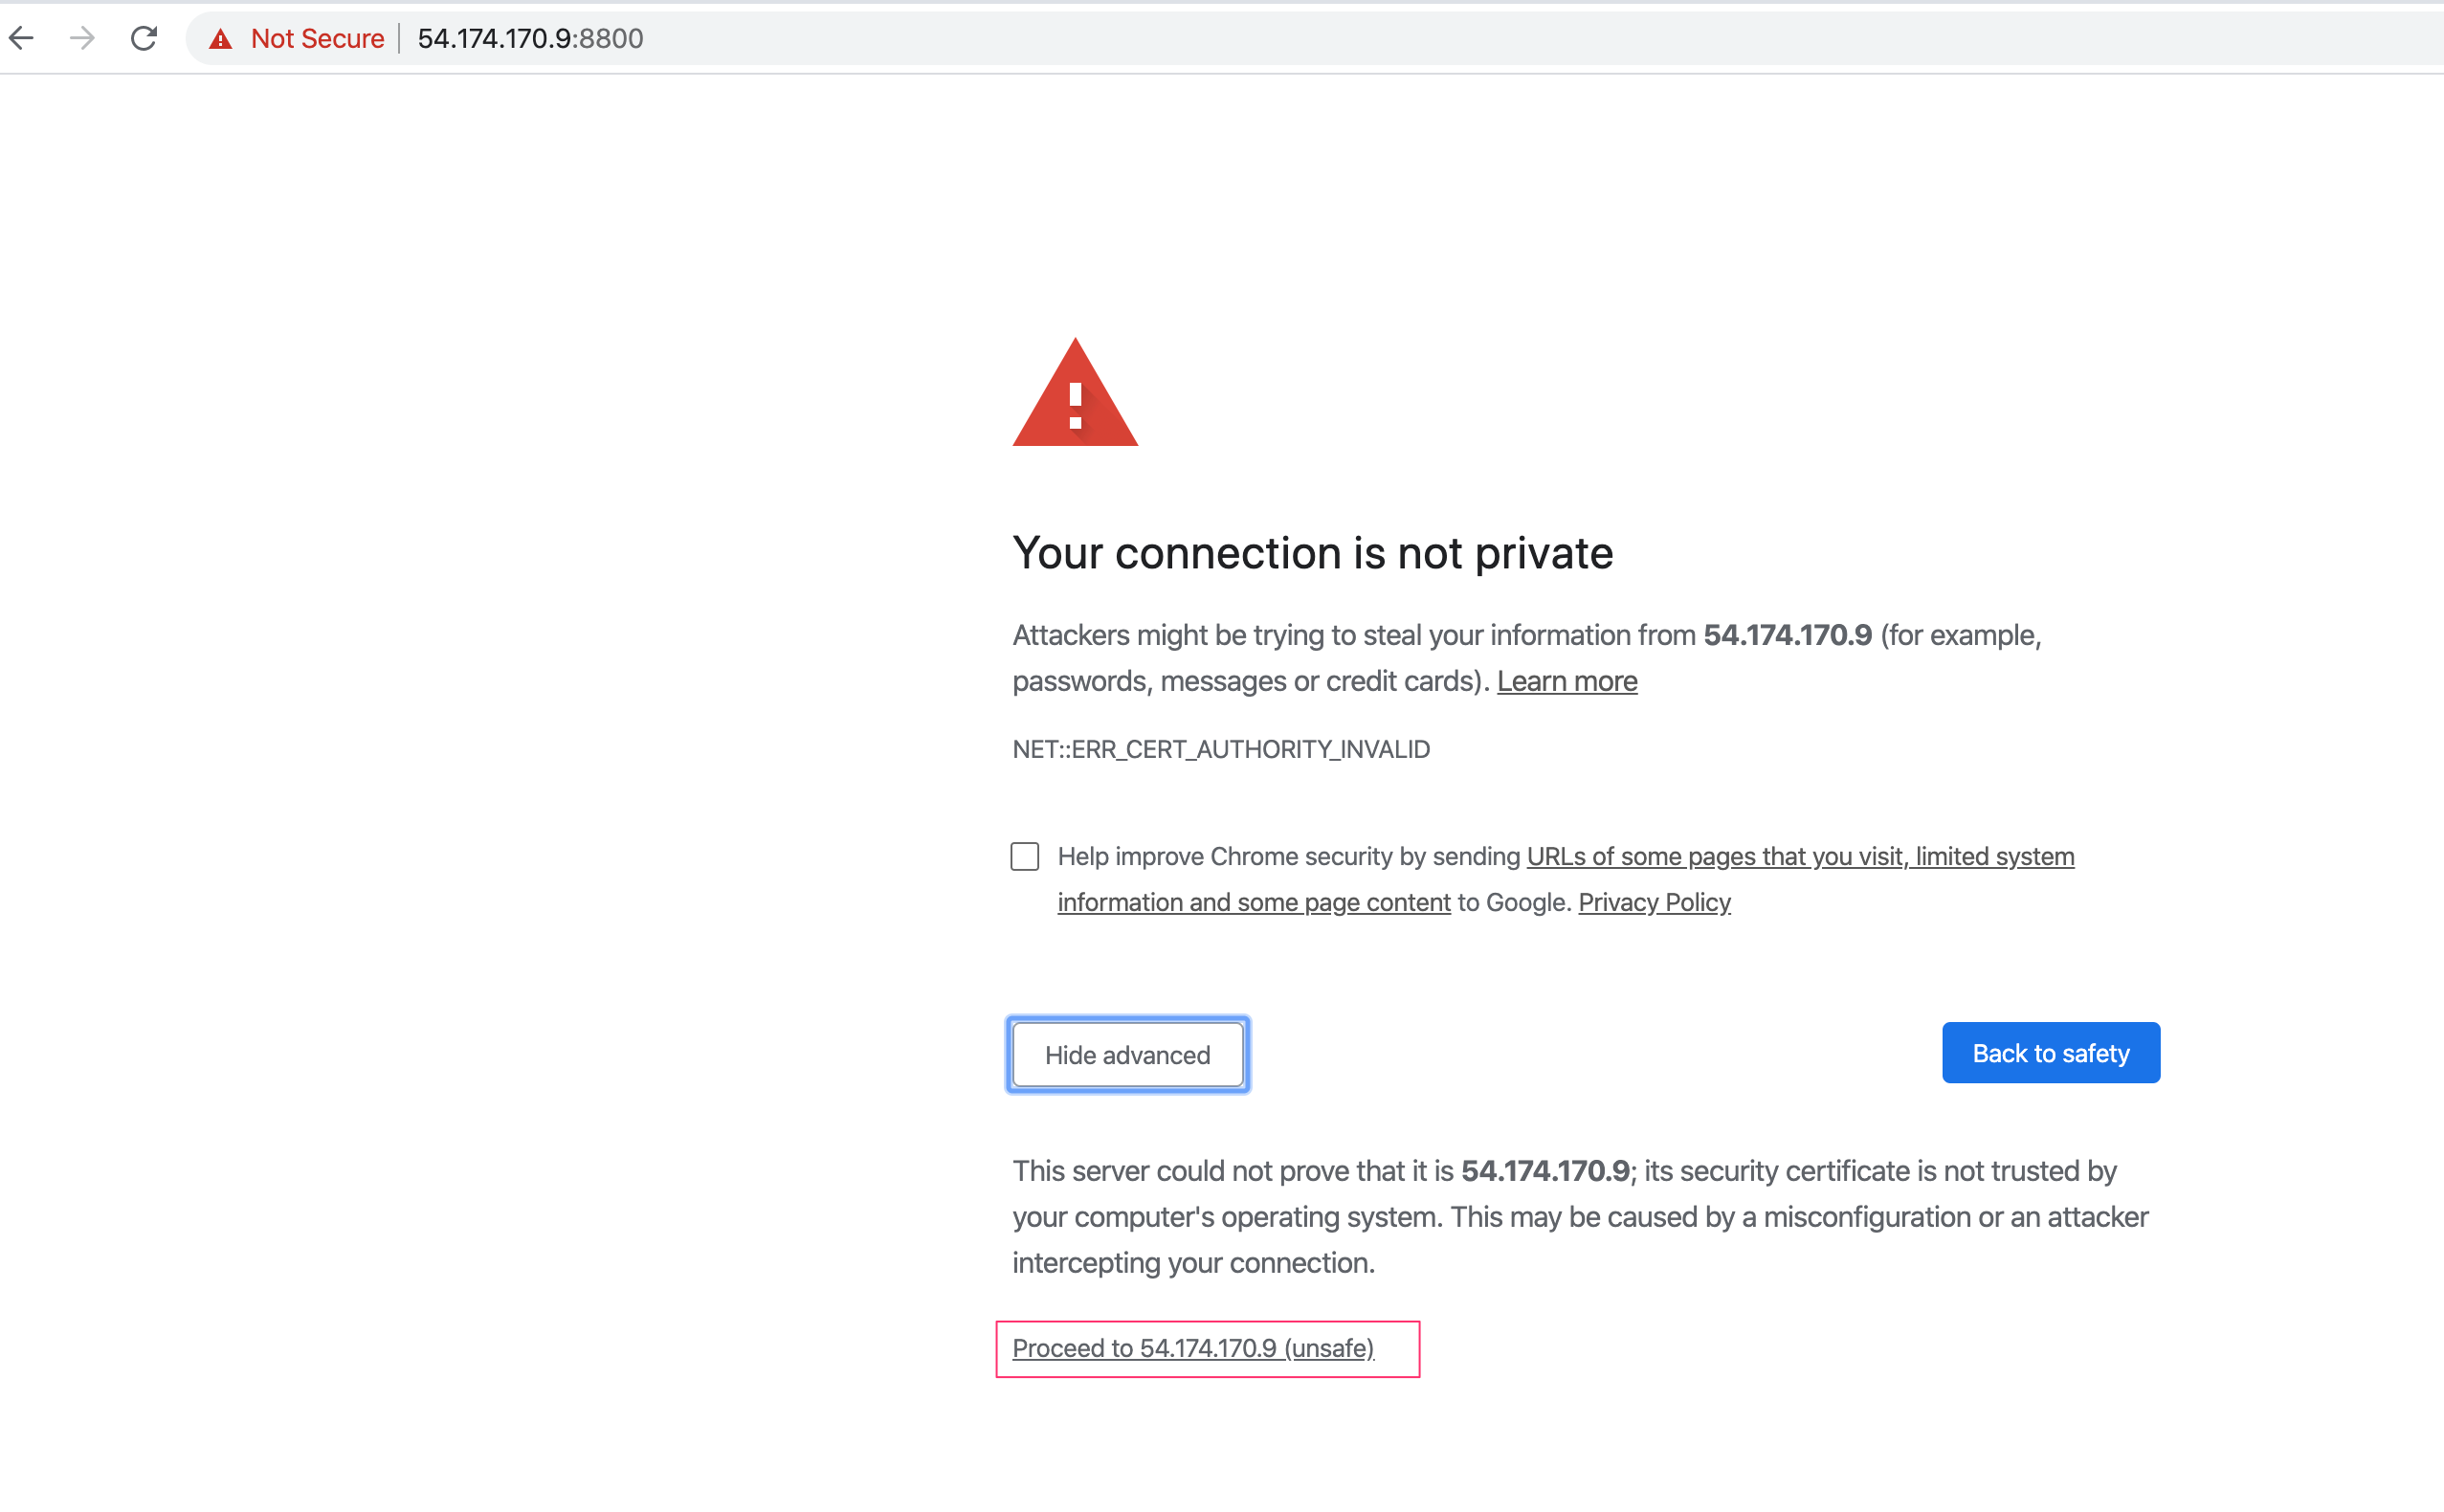 Not Secure 54.174.170.9:8800
Your connection is not private
Attackers might be trying to steal your information from 54.174.170.9 (for example,
passwords, messages or credit cards). Learn more
NET::ERR_CERT_AUTHORITY_INVALID
Help improve Chrome security by sending URLs of some pages that you visit, limited system
information and some page content to Google. Privacy Policy
Hide advanced
Back to safety
This server could not prove that it is 54.174.170.9; its security certificate is not trusted by
your computer's operating system. This may be caused by a misconfiguration or an attacker
intercepting your connection.
Proceed to 54.174.170.9 (unsafe)